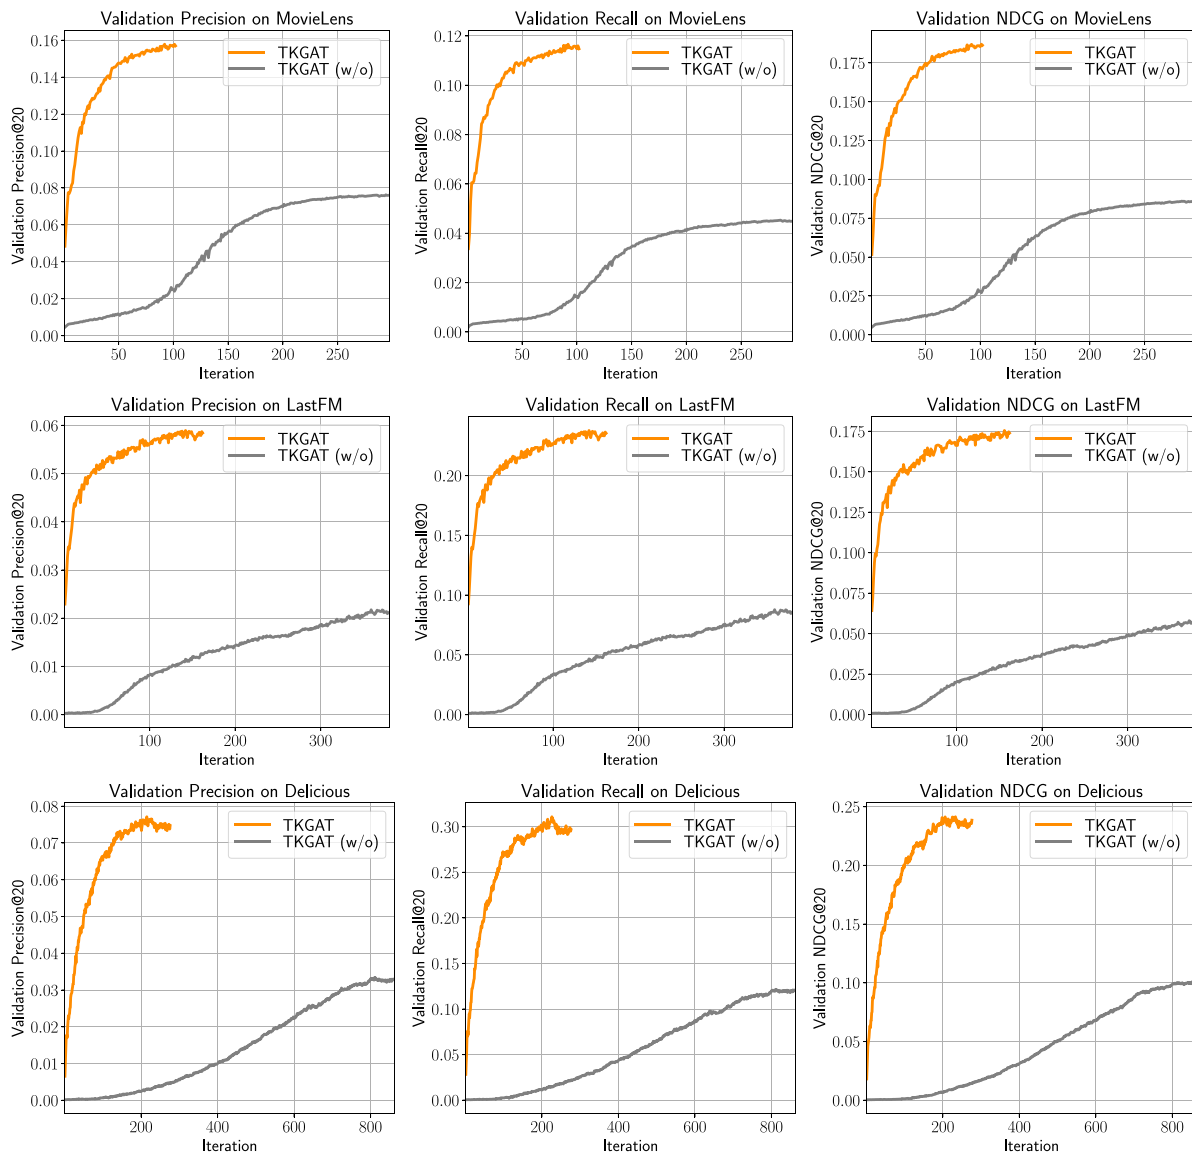 Validation Precision on MovieLens
Validation Precision@20
0.16
0.14
0.12
0.10
0.08
0.06
0.04
0.02
0.00
TKGAT
TKGAT (w/o)
50 100 150 200 250
Iteration
Validation Recall on MovieLens
Validation Recall@20
0.12
0.10
0.08
0.06
0.04
0.02
0.00
TKGAT
TKGAT (w/o)
50 100 150 200 250
Iteration
Validation NDCG on MovieLens
Validation NDCG@20
0.175
0.150
0.125
0.100
0.075
0.050
0.025
0.000
TKGAT
TKGAT (w/o)
50 100 150 200 250
Iteration
Validation Precision on LastFM
Validation Precision@20
0.06
0.05
0.04
0.03
0.02
0.01
0.00
TKGAT
TKGAT (w/o)
100 200 300
Iteration
Validation Recall on LastFM
Validation Recall@20
0.20
0.15
0.10
0.05
0.00
TKGAT
TKGAT (w/o)
100 200 300
Iteration
Validation NDCG on LastFM
Validation NDCG@20
0.175
0.150
0.125
0.100
0.075
0.050
0.025
0.000
TKGAT
TKGAT (w/o)
100 200 300
Iteration
Validation Precision on Delicious
Validation Precision@20
0.08
0.07
0.06
0.05
0.04
0.03
0.02
0.01
0.00
TKGAT
TKGAT (w/o)
200 400 600 800
Iteration
Validation Recall on Delicious
Validation Recall@20
0.30
0.25
0.20
0.15
0.10
0.05
0.00
TKGAT
TKGAT (w/o)
200 400 600 800
Iteration
Validation NDCG on Delicious
Validation NDCG@20
0.25
0.20
0.15
0.10
0.05
0.00
TKGAT
TKGAT (w/o)
200 400 600 800
Iteration